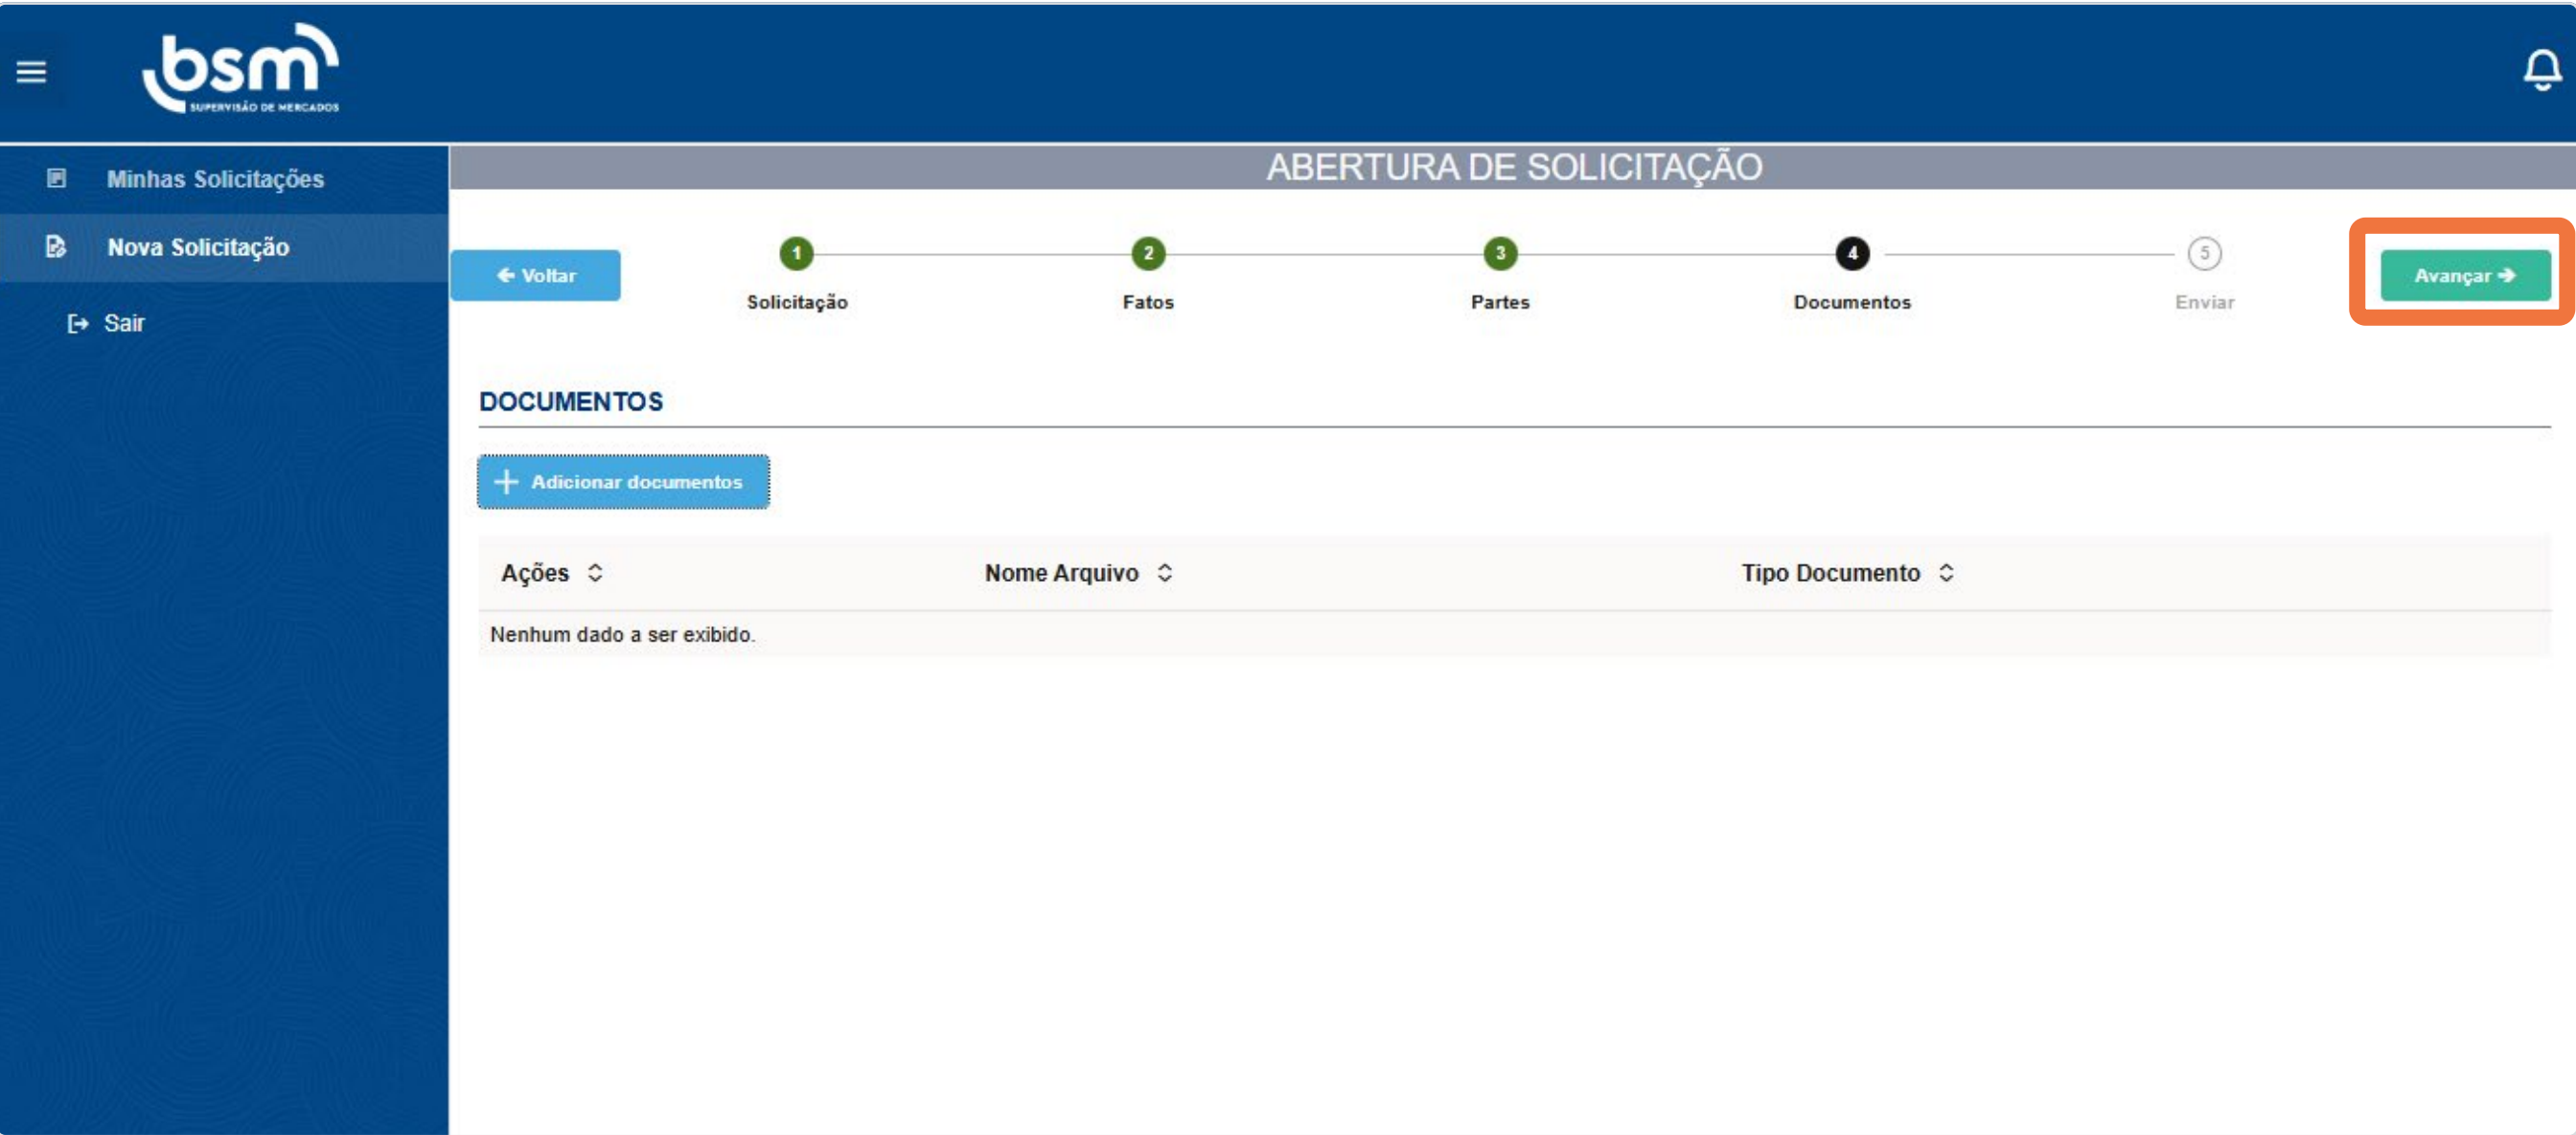 bsm
SUPERVISÃO DE MERCADOS
Minhas Solicitações
Nova Solicitação
Sair
ABERTURA DE SOLICITAÇÃO
Voltar
1
Solicitação
2
Fatos
3
Partes
4
Documentos
5
Enviar
Avançar
DOCUMENTOS
Adicionar documentos
Ações Nome Arquivo Tipo Documento
Nenhum dado a ser exibido.